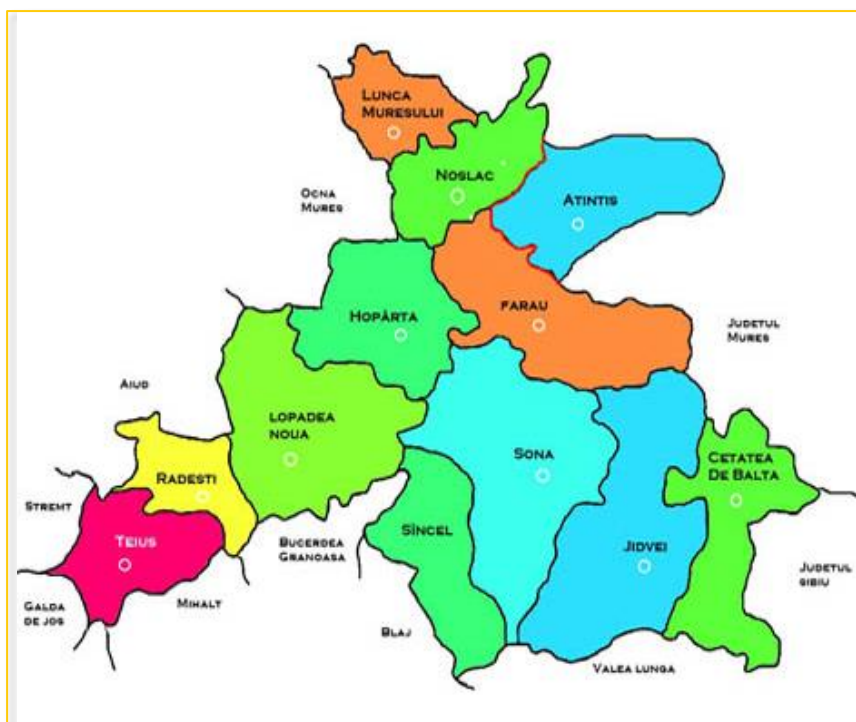 LUNCA
MURESULUI
NOSLAC
OCNA
MURES
ATINTIS
FARAU
HOPÂRTA
JUDETUL
MURES
AIUD
LOPADEA
NOUA
CETATEA
DE BALTA
SONA
RADESTI
STREMT
SÎNCEL
TEIUS
BUCERDEA
GRANOASA
JIDVEI
JUDETUL
SIBIU
GALDA
DE JOS
MIHALT
BLAJ
VALEA LUNGA